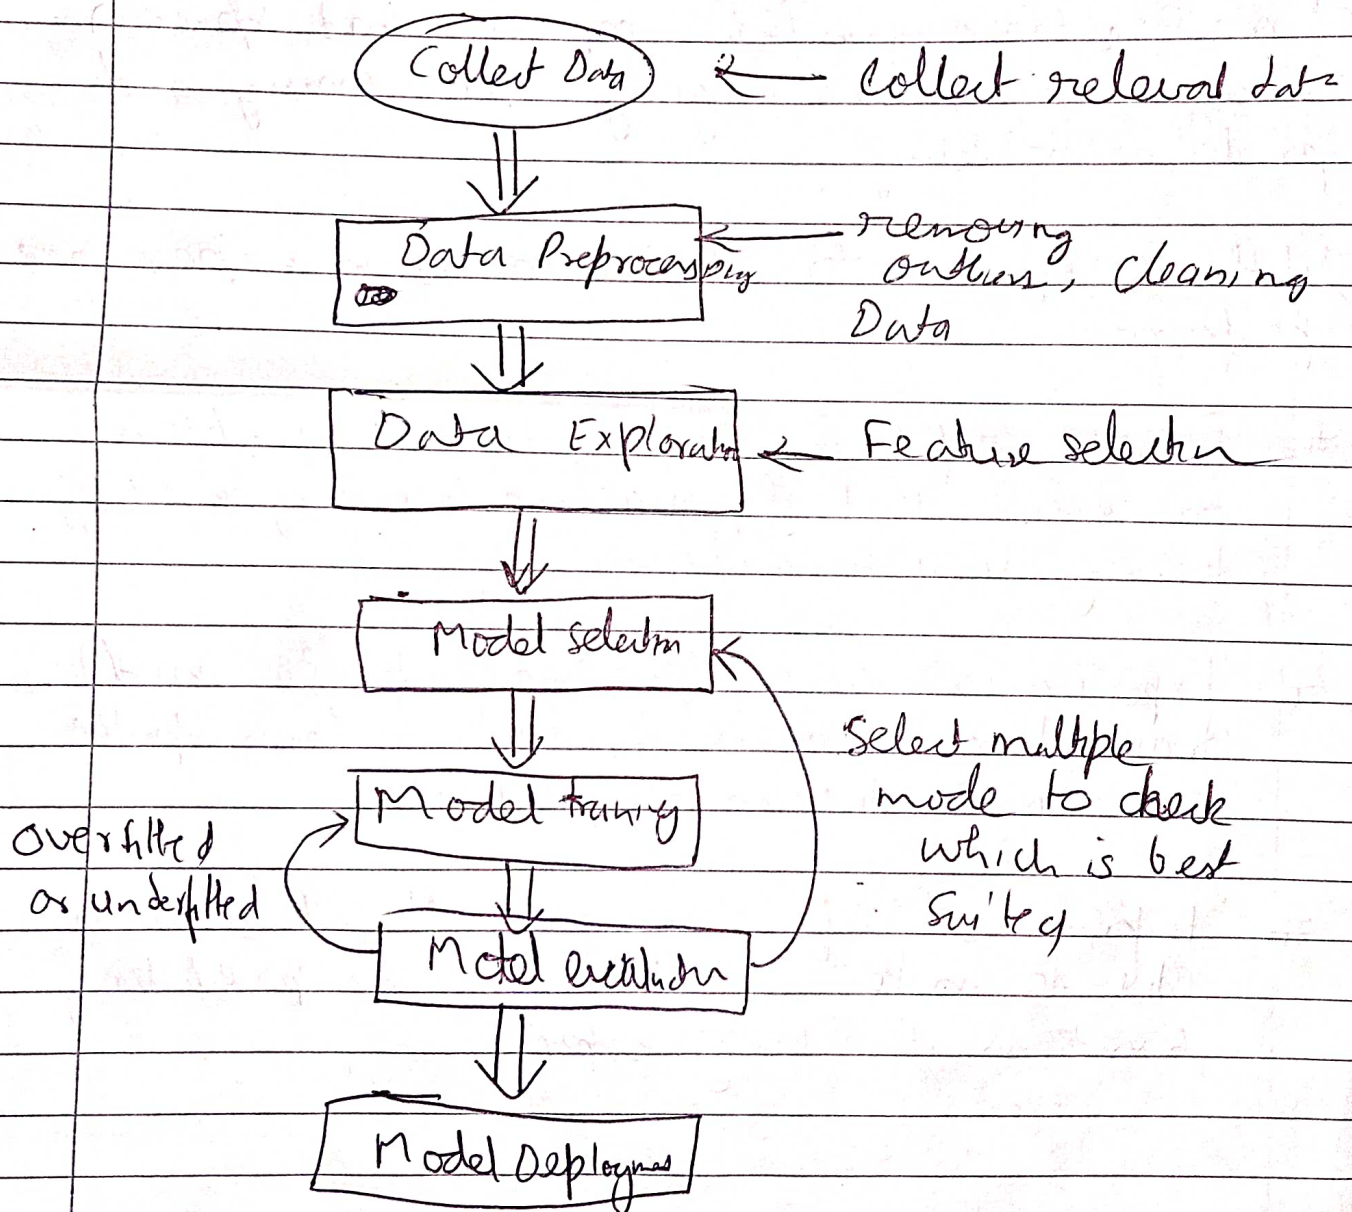 Collect Data
Collect relevat data
Data Preprocessing
removing
outliers, cleaning
Data
Data Exploration
Feature selection
Model selection
Select multiple
mode to check
which is best
suited
Model training
Overfitted
or underfitted
Model evaluation
Model Deployment